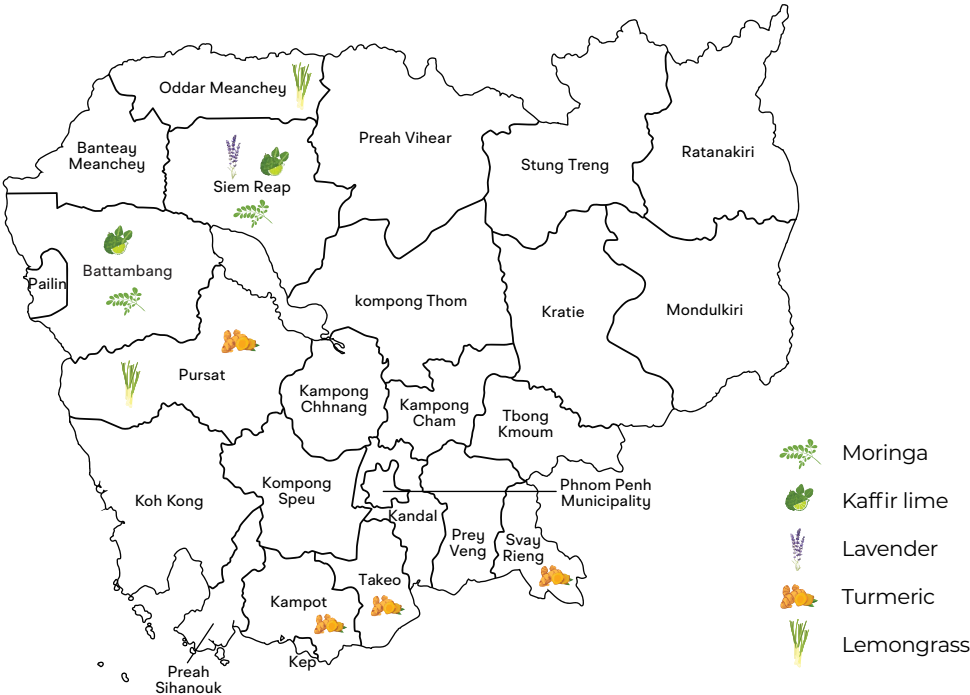 Oddar Meanchey
Banteay
Meanchey
Preah Vihear
Stung Treng
Ratanakiri
Siem Reap
Battambang
Pailin
kompong Thom
Kratie
Mondulkiri
Pursat
Kampong
Chhnang
Kampong
Cham
Tbong
Kmoum
Koh Kong
Kompong
Speu
Phnom Penh
Municipality
Kandal
Prey
Veng
Svay
Rieng
Takeo
Kampot
Kep
Preah
Sihanouk
Moringa
Kaffir lime
Lavender
Turmeric
Lemongrass